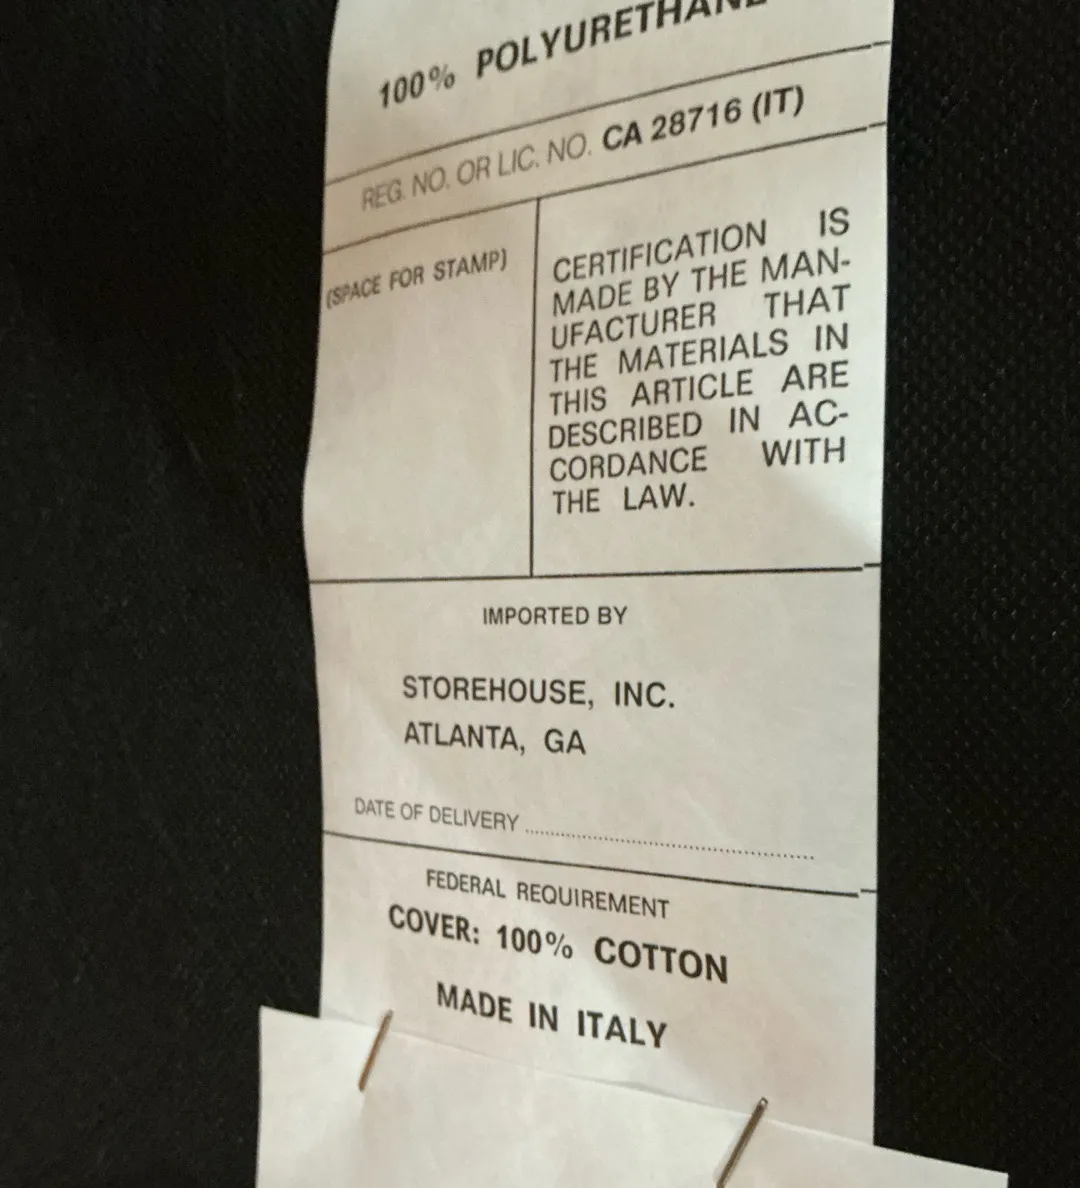 100% POLYURETHANE
REG. NO. OR LIC. NO. CA 28716 (IT)
(SPACE FOR STAMP)
CERTIFICATION IS
MADE BY THE MAN-
UFACTURER THAT
THE MATERIALS IN
THIS ARTICLE ARE
DESCRIBED IN AC-
CORDANCE WITH
THE LAW.
IMPORTED BY
STOREHOUSE, INC.
ATLANTA, GA
DATE OF DELIVERY ........................................................
FEDERAL REQUIREMENT
COVER: 100% COTTON
MADE IN ITALY